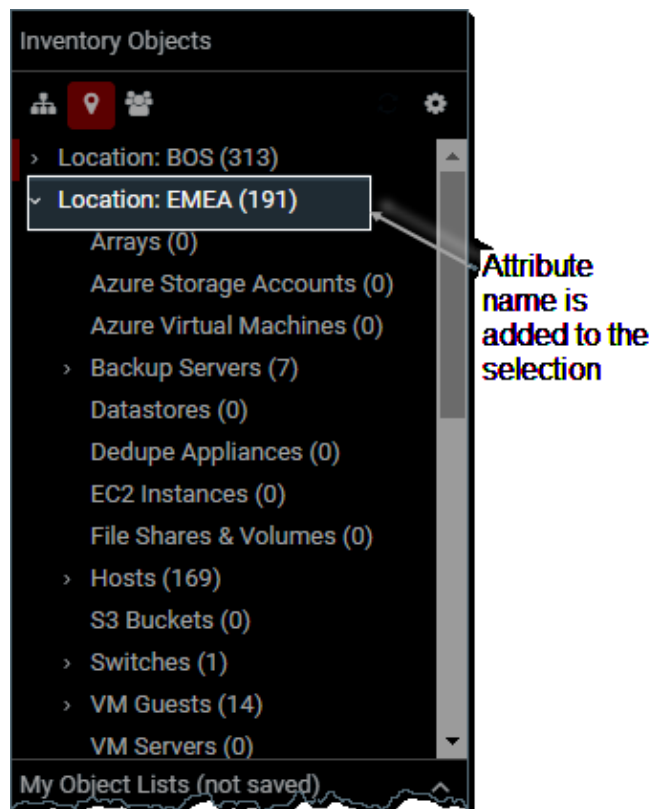 Inventory Objects
Location: BOS (313)
Location: EMEA (191)
Arrays (0)
Azure Storage Accounts (0)
Azure Virtual Machines (0)
Backup Servers (7)
Datastores (0)
Dedupe Appliances (0)
EC2 Instances (0)
File Shares & Volumes (0)
Hosts (169)
S3 Buckets (0)
Switches (1)
VM Guests (14)
VM Servers (0)
My Object Lists (not saved)
Attribute
name is
added to the
selection